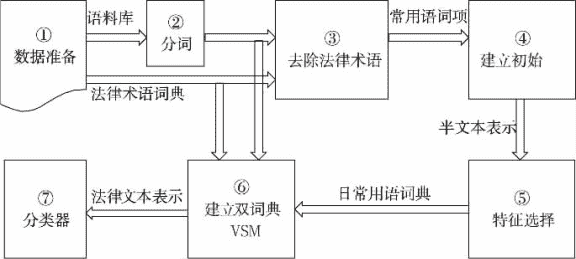 ①
数据准备
语料库
②
分词
③
去除法律术语
常用语词项
④
建立初始
法律术语词典
半文本表示
⑦
分类器
法律文本表示
⑥
建立双词典
VSM
日常用语词典
⑤
特征选择